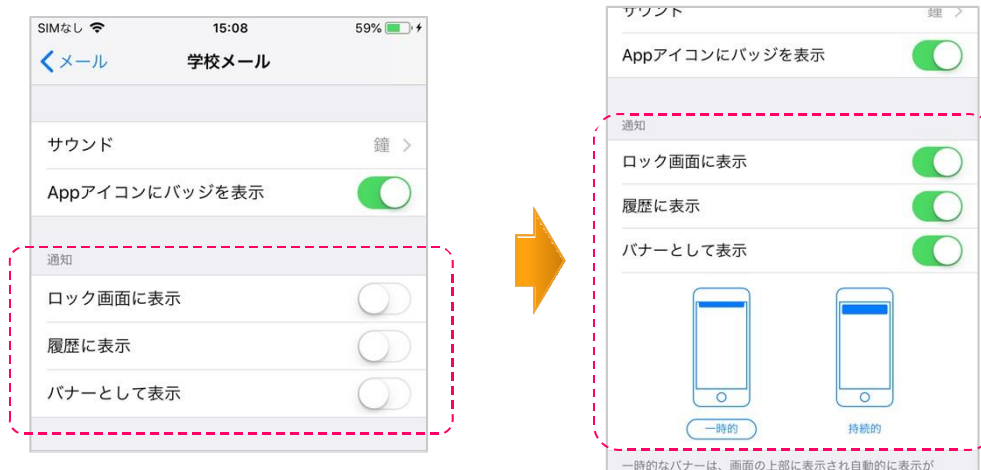 SIMなし 15:08 59%
メール 学校メール
サウンド 鐘
Appアイコンにバッジを表示
通知
ロック画面に表示
履歴に表示
バナーとして表示
サウンド 鐘
Appアイコンにバッジを表示
通知
ロック画面に表示
履歴に表示
バナーとして表示
一時的 持続的
一時的なバナーは、画面の上部に表示され自動的に表示が